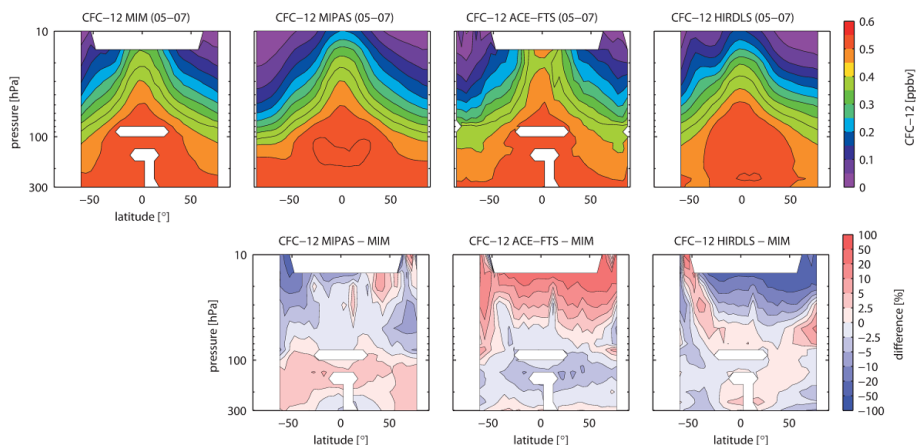 CFC-12 MIM (05-07)
CFC-12 MIPAS (05-07)
CFC-12 ACE-FTS (05-07)
CFC-12 HIRDLS (05-07)
10
100
300
pressure [hPa]
-50 0 50
-50 0 50
-50 0 50
-50 0 50
latitude [°]
0.6
0.5
0.4
0.3
0.2
0.1
0
CFC-12 [ppbv]
CFC-12 MIPAS - MIM
CFC-12 ACE-FTS - MIM
CFC-12 HIRDLS - MIM
10
100
300
pressure [hPa]
-50 0 50
-50 0 50
-50 0 50
latitude [°]
latitude [°]
latitude [°]
100
50
20
10
5
2.5
0
-2.5
-5
-10
-20
-50
-100
difference [%]